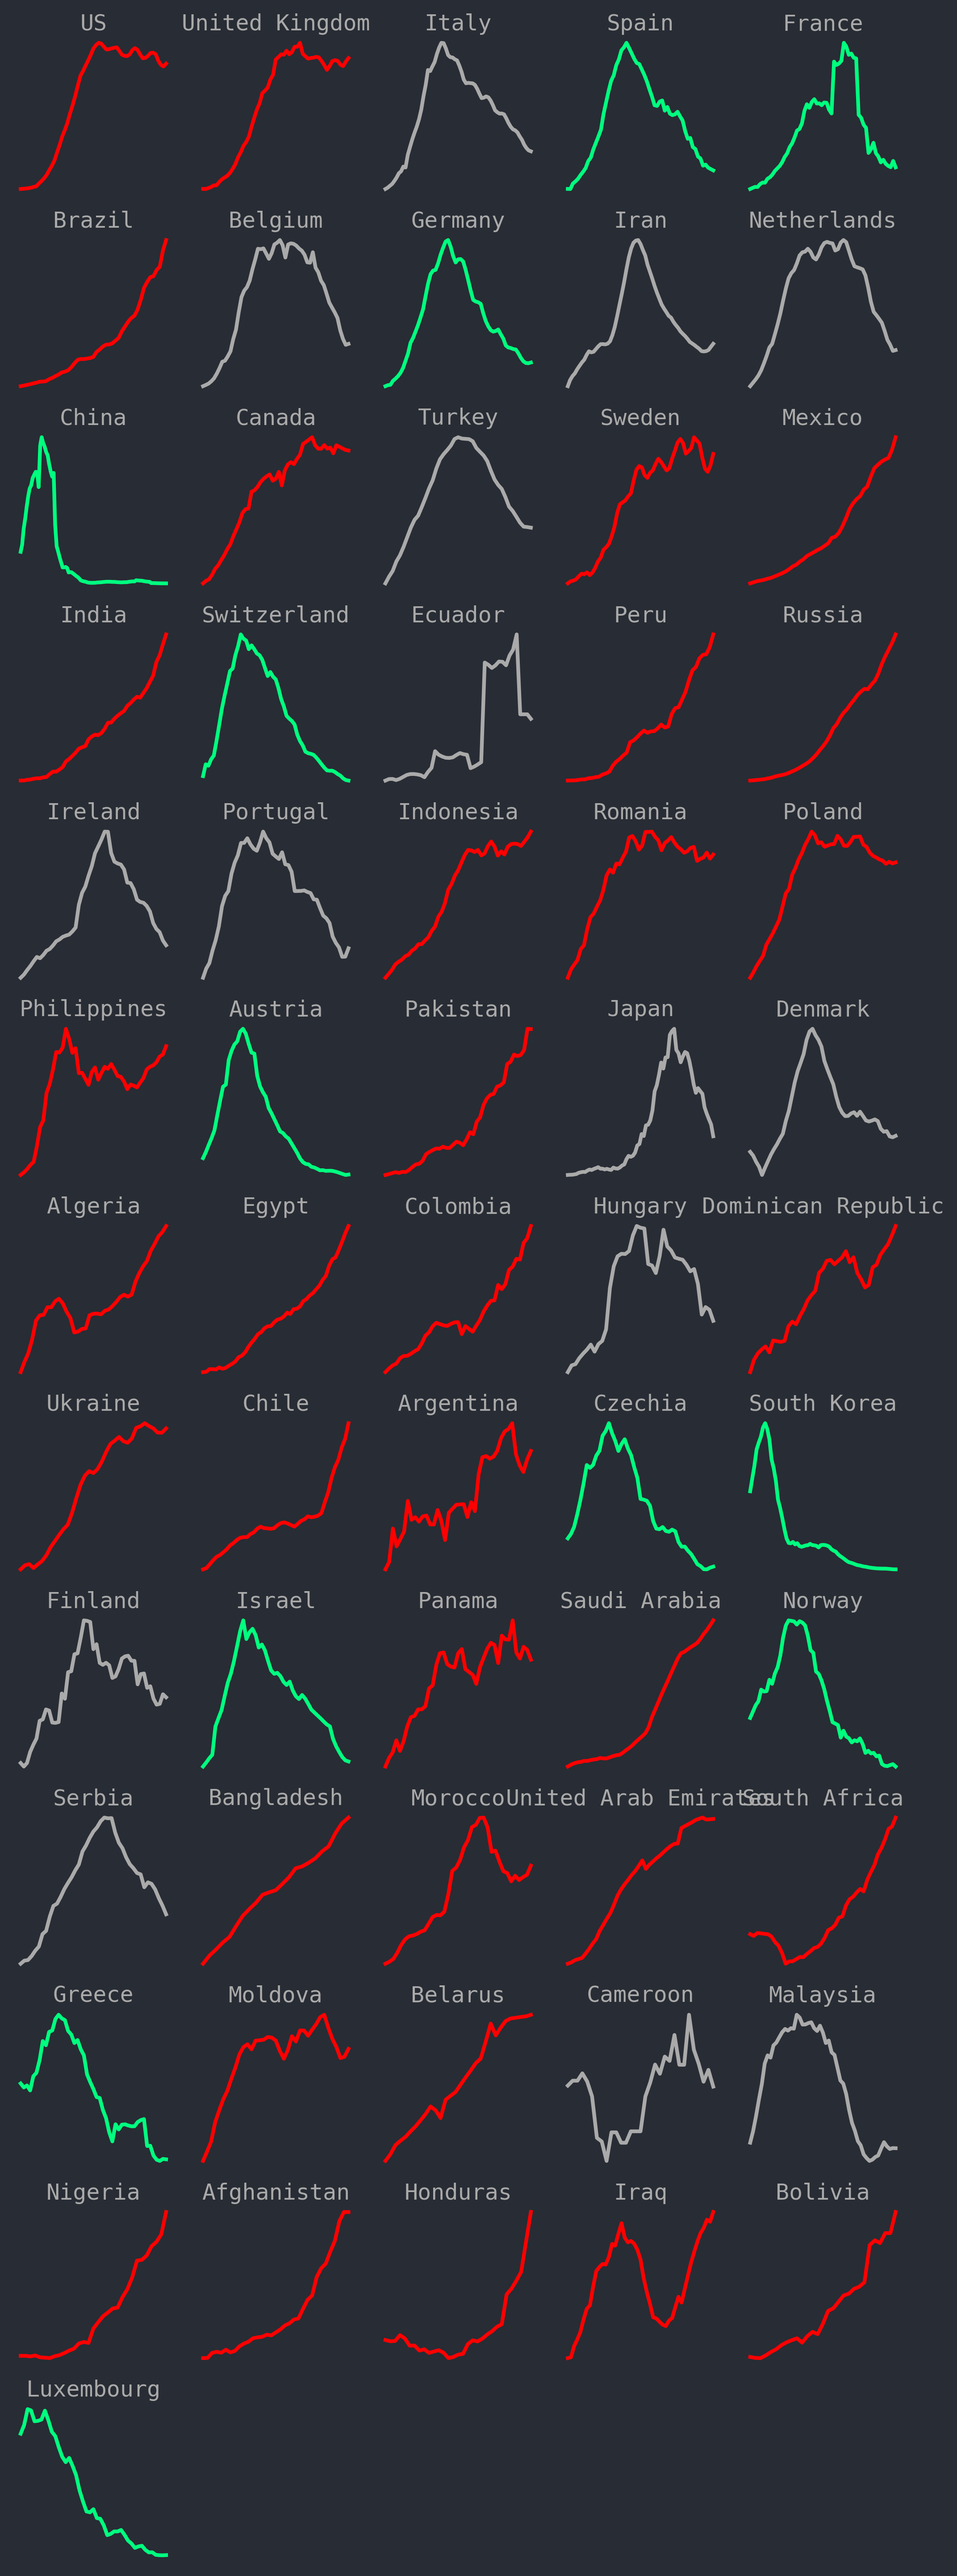 US United Kingdom Italy Spain France
Brazil Belgium Germany Iran Netherlands
China Canada Turkey Sweden Mexico
India Switzerland Ecuador Peru Russia
Ireland Portugal Indonesia Romania Poland
Philippines Austria Pakistan Japan Denmark
Algeria Egypt Colombia Hungary Dominican Republic
Ukraine Chile Argentina Czechia South Korea
Finland Israel Panama Saudi Arabia Norway
Serbia Bangladesh Morocco United Arab Emirates South Africa
Greece Moldova Belarus Cameroon Malaysia
Nigeria Afghanistan Honduras Iraq Bolivia
Luxembourg